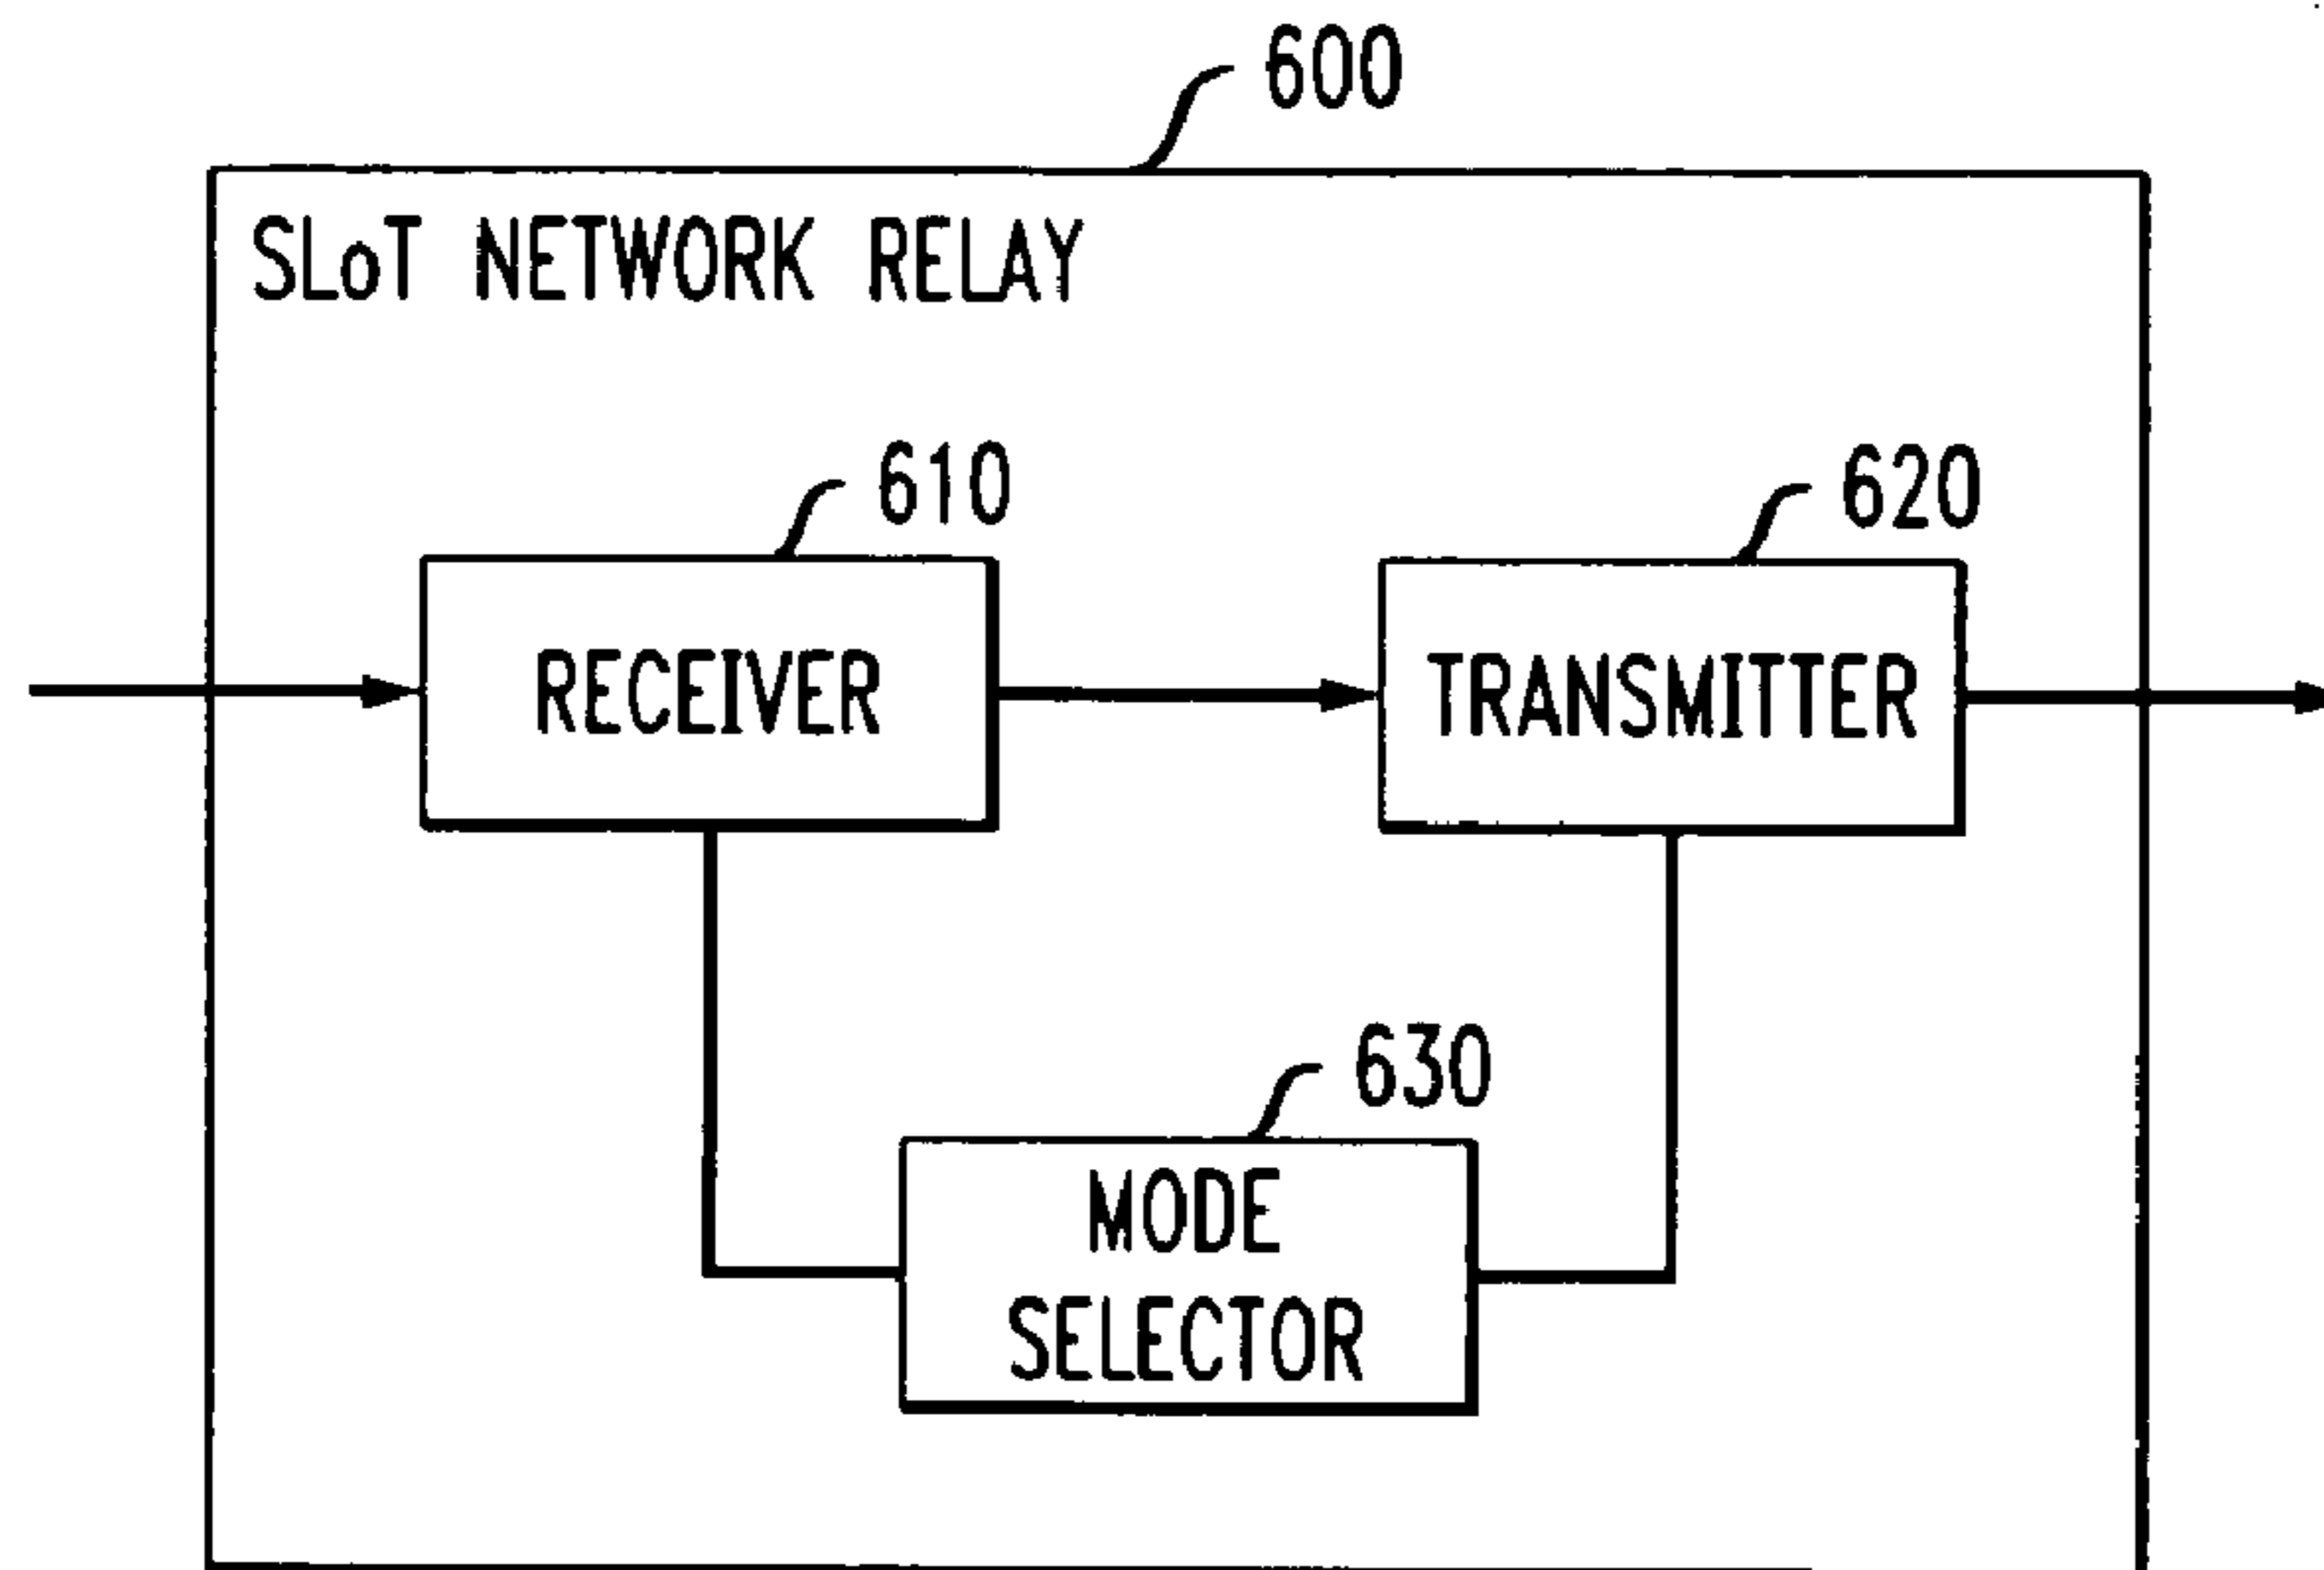 600
SLoT NETWORK RELAY
610
620
RECEIVER
TRANSMITTER
630
MODE
SELECTOR